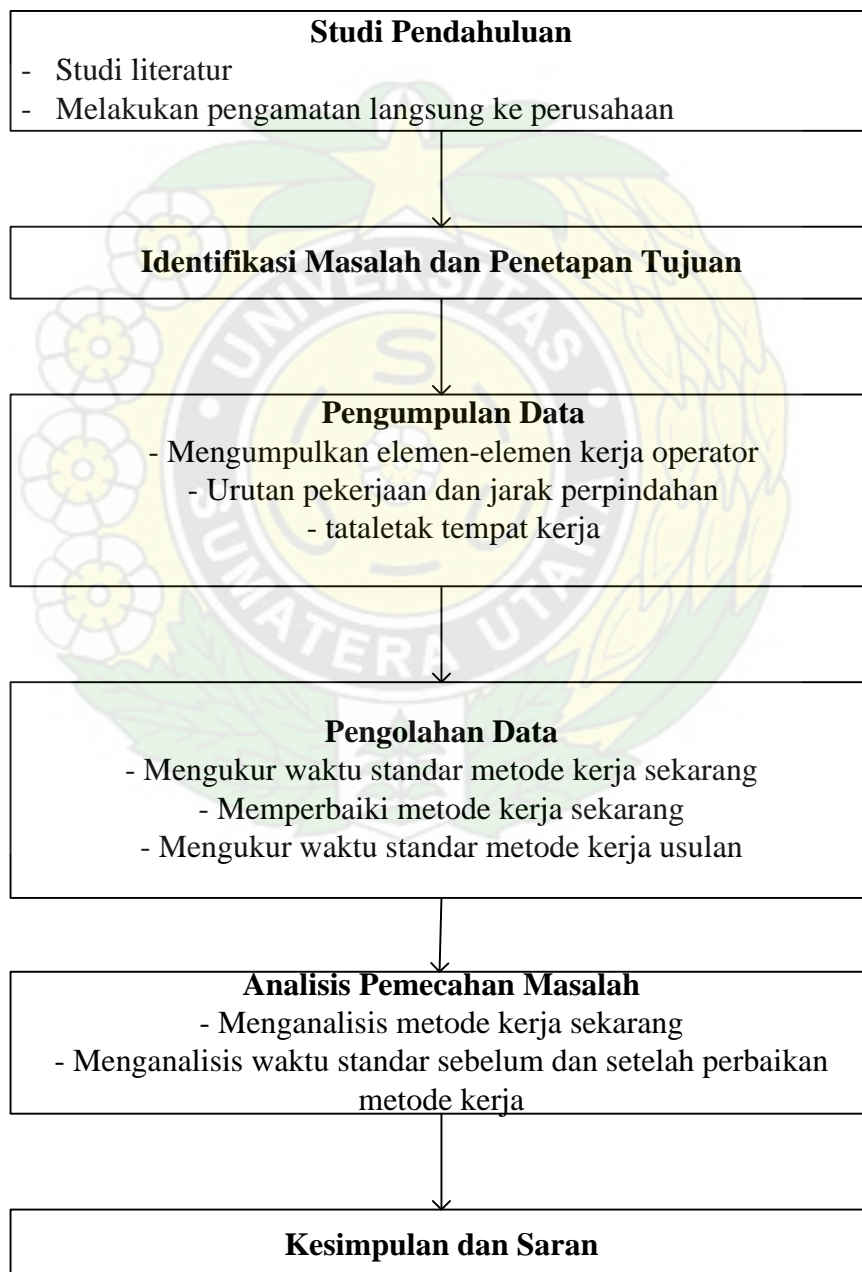 Studi Pendahuluan
- Studi literatur
- Melakukan pengamatan langsung ke perusahaan
Identifikasi Masalah dan Penetapan Tujuan
UNIVERSITAS
SUMATERA UTARA
Pengumpulan Data
- Mengumpulkan elemen-elemen kerja operator
- Urutan pekerjaan dan jarak perpindahan
- tataletak tempat kerja
Pengolahan Data
- Mengukur waktu standar metode kerja sekarang
- Memperbaiki metode kerja sekarang
- Mengukur waktu standar metode kerja usulan
Analisis Pemecahan Masalah
- Menganalisis metode kerja sekarang
- Menganalisis waktu standar sebelum dan setelah perbaikan
metode kerja
Kesimpulan dan Saran